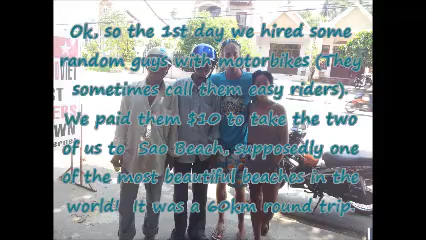 Ok, so the 1st day we hired some
random guys with motorbikes (They
sometimes call them easy riders).
We paid them $10 to take the two
of us to Sao Beach, supposedly one
of the most beautiful beaches in the
world! It was a 60km round trip.
VIET